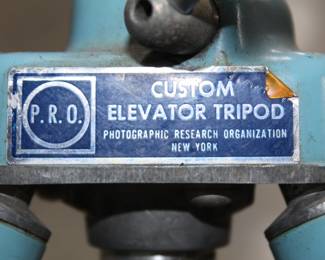 P.R.O.
CUSTOM
ELEVATOR TRIPOD
PHOTOGRAPHIC RESEARCH ORGANIZATION
NEW YORK